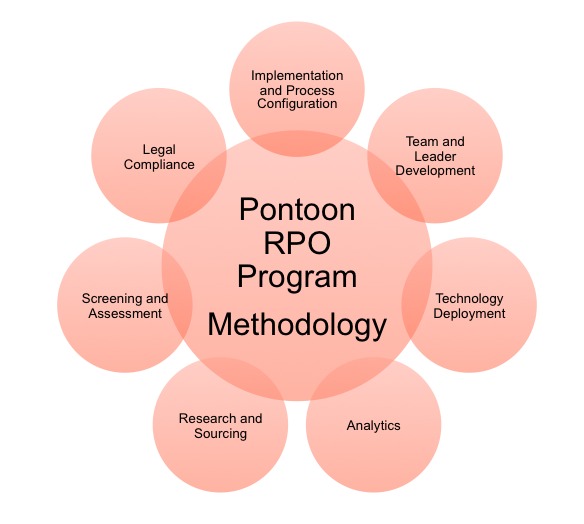 Implementation
and Process
Configuration
Team and
Leader
Development
Technology
Deployment
Analytics
Research and
Sourcing
Screening and
Assessment
Legal
Compliance
Pontoon
RPO
Program
Methodology